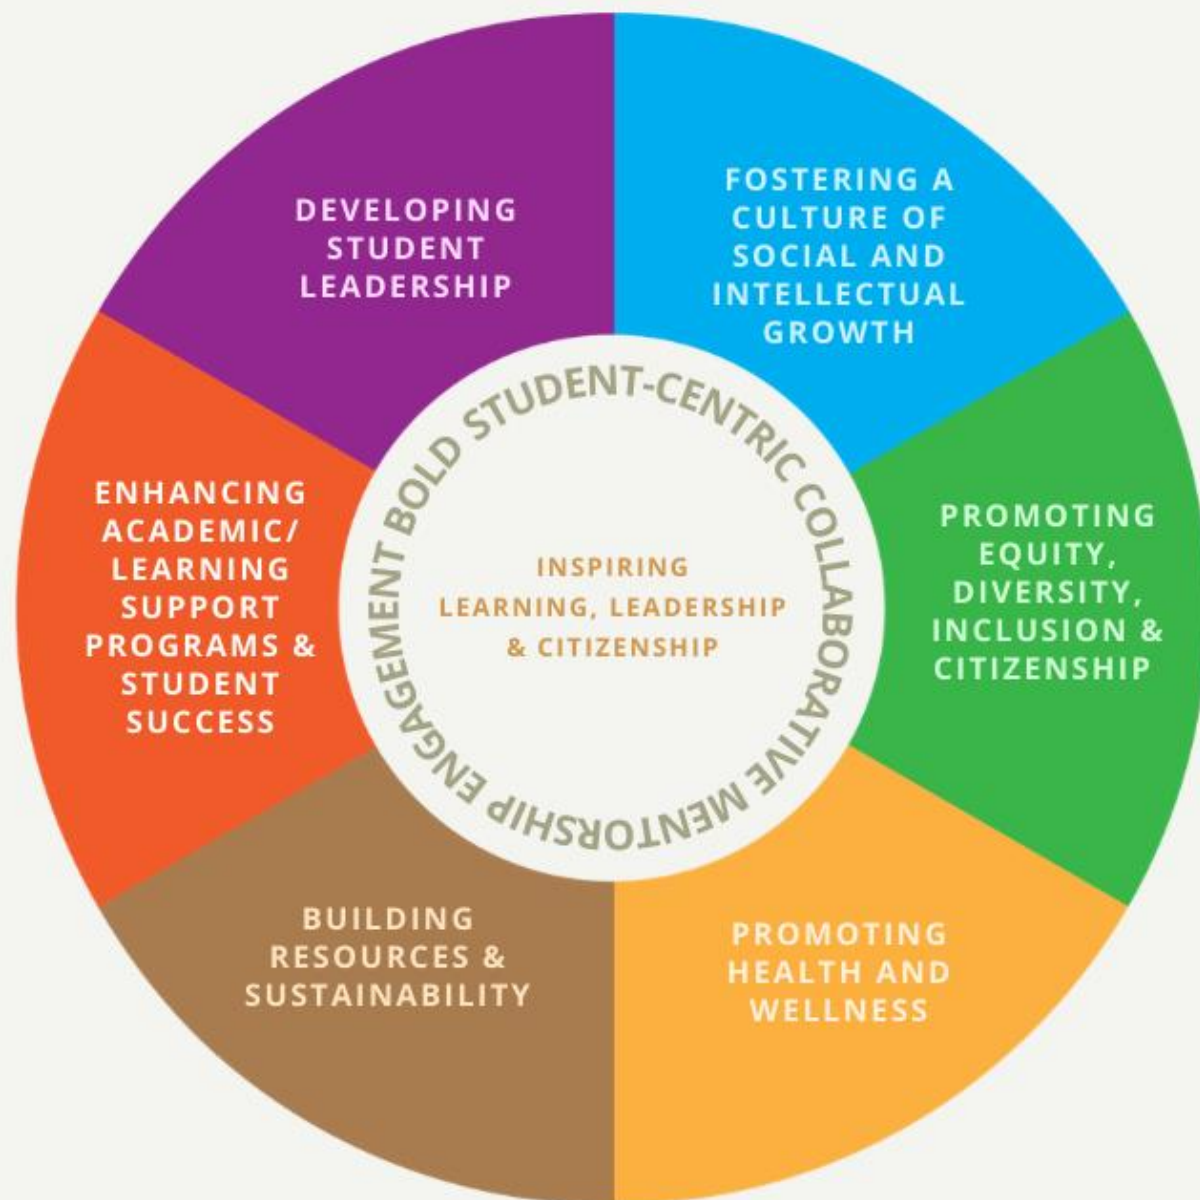 DEVELOPING
STUDENT
LEADERSHIP
FOSTERING A
CULTURE OF
SOCIAL AND
INTELLECTUAL
GROWTH
ENHANCING
ACADEMIC/
LEARNING
SUPPORT
PROGRAMS &
STUDENT
SUCCESS
BOLD STUDENT-CENTRIC COLLABORATIVE MENTORSHIP ENGAGEMENT
INSPIRING
LEARNING, LEADERSHIP
& CITIZENSHIP
PROMOTING
EQUITY,
DIVERSITY,
INCLUSION &
CITIZENSHIP
BUILDING
RESOURCES &
SUSTAINABILITY
PROMOTING
HEALTH AND
WELLNESS